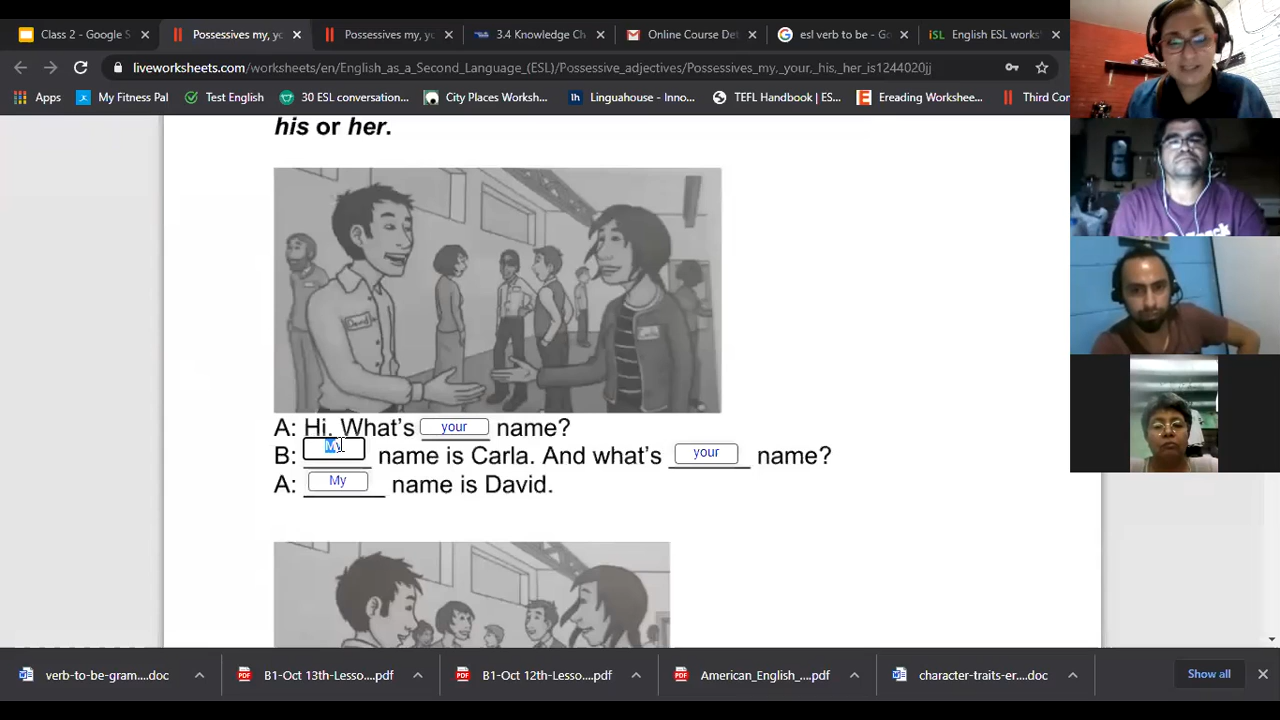 Class 2 - Google S
Possessives my, yo
Possessives my, yo
3.4 Knowledge Ch
Online Course Det
esl verb to be - Go
English ESL works
liveworksheets.com/worksheets/en/English_as_a_Second_Language_(ESL)/Possessive_adjectives/Possessives_my,_your,_his,_her_is1244020jj
Apps
My Fitness Pal
Test English
30 ESL conversation...
City Places Worksh...
Linguahouse - Inno...
TEFL Handbook | ES...
Ereading Workshee...
Third Con
his or her.
David
A: Hi. What's your name?
B: My name is Carla. And what's your name?
A: My name is David.
verb-to-be-gram....doc
B1-Oct 13th-Lesso....pdf
B1-Oct 12th-Lesso....pdf
American_English_....pdf
character-traits-er....doc
Show all